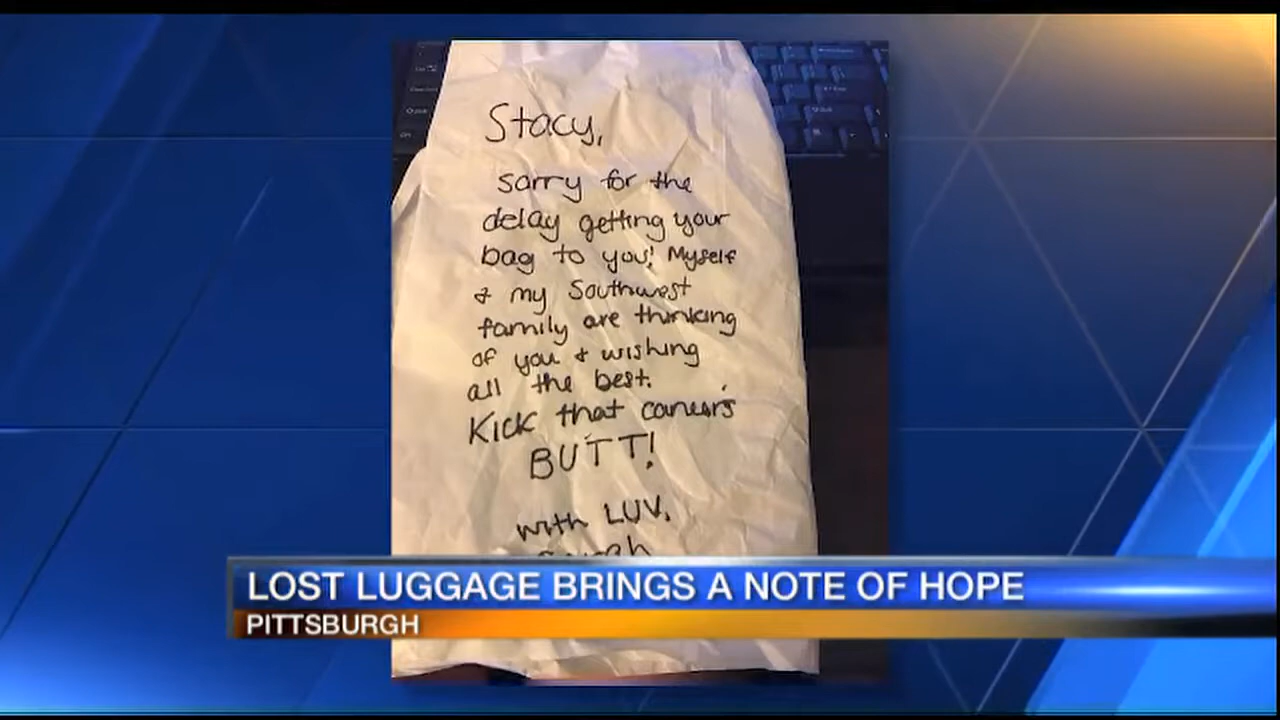 Stacy,
sorry for the
delay getting your
bag to you! Myself
& my Southwest
family are thinking
of you & wishing
all the best.
Kick that cancer's
BUTT!
with LUV,
LOST LUGGAGE BRINGS A NOTE OF HOPE
PITTSBURGH